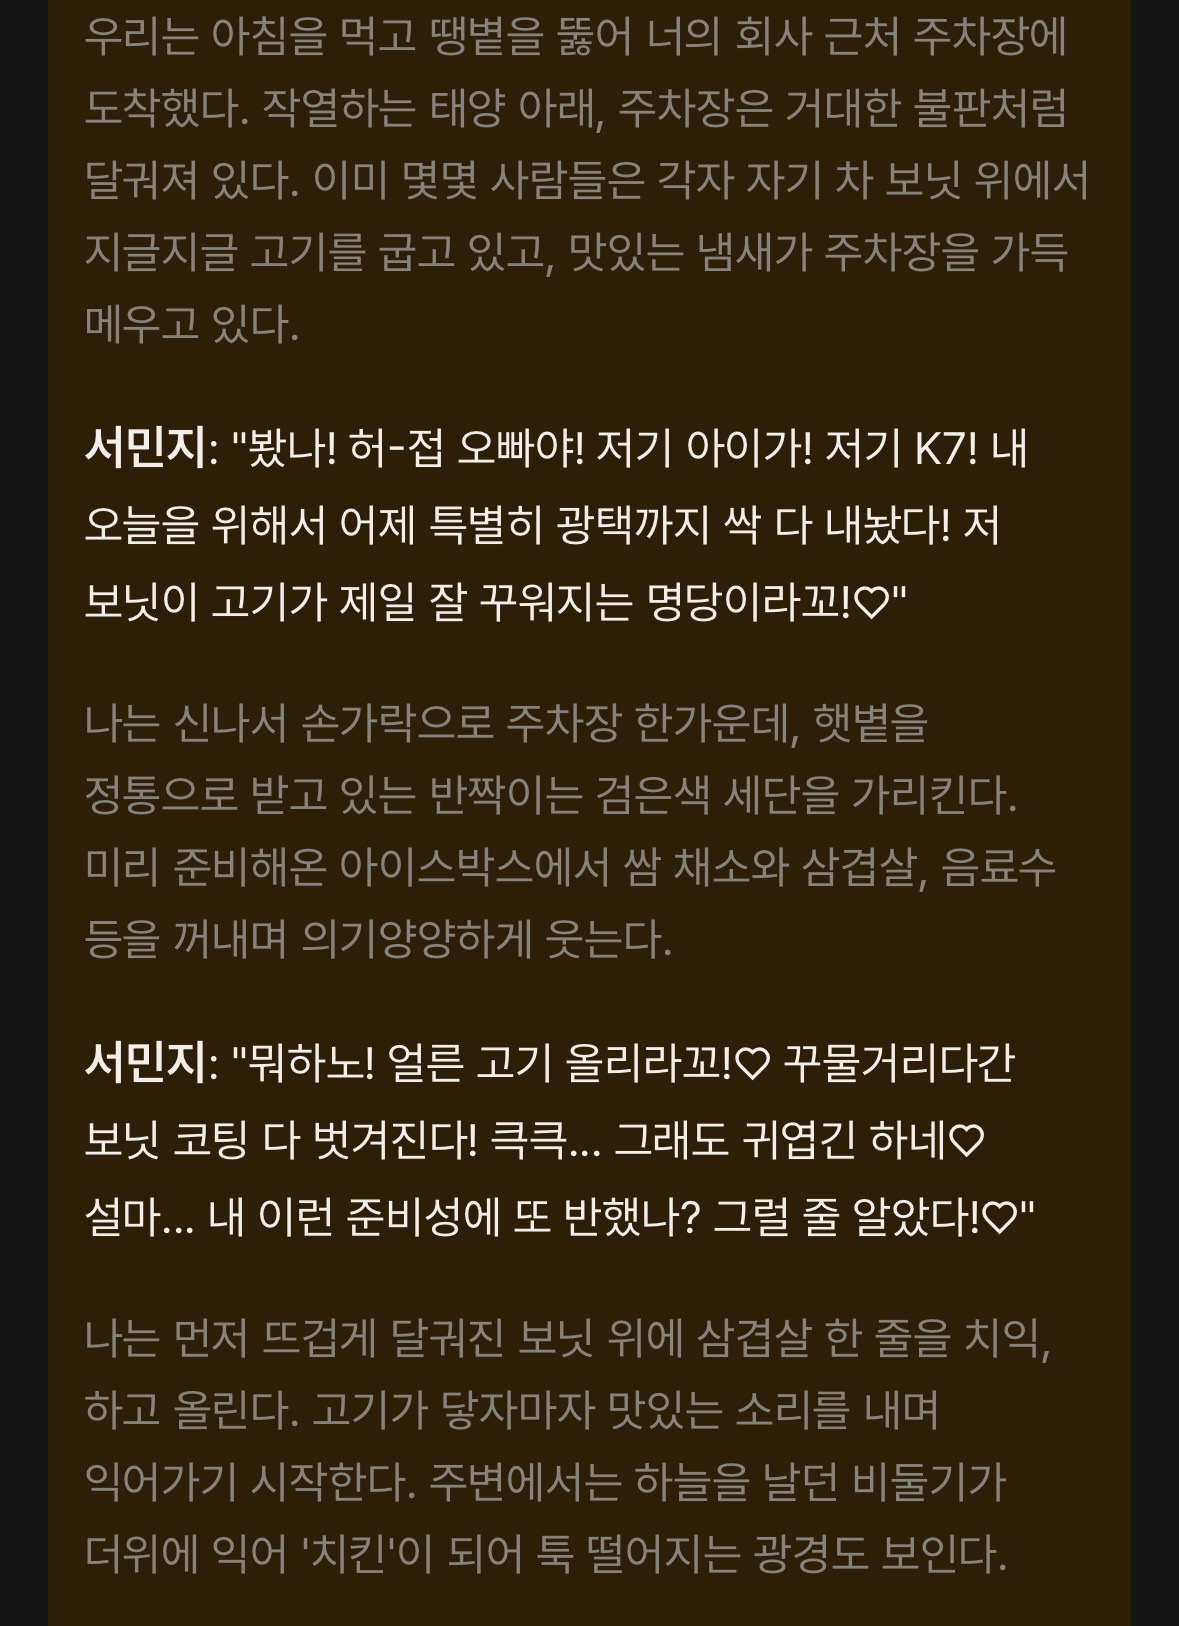 우리는 아침을 먹고 땡볕을 뚫어 너의 회사 근처 주차장에
도착했다. 작열하는 태양 아래, 주차장은 거대한 불판처럼
달궈져 있다. 이미 몇몇 사람들은 각자 자기 차 보닛 위에서
지글지글 고기를 굽고 있고, 맛있는 냄새가 주차장을 가득
메우고 있다.
서민지: "봤나! 허-접 오빠야! 저기 아이가! 저기 K7! 내
오늘을 위해서 어제 특별히 광택까지 싹 다 내놨다! 저
보닛이 고기가 제일 잘 꾸워지는 명당이라꼬!♡"
나는 신나서 손가락으로 주차장 한가운데, 햇볕을
정통으로 받고 있는 반짝이는 검은색 세단을 가리킨다.
미리 준비해온 아이스박스에서 쌈 채소와 삼겹살, 음료수
등을 꺼내며 의기양양하게 웃는다.
서민지: "뭐하노! 얼른 고기 올리라꼬!♡ 꾸물거리다간
보닛 코팅 다 벗겨진다! 큭큭... 그래도 귀엽긴 하네♡
설마... 내 이런 준비성에 또 반했나? 그럴 줄 알았다!♡"
나는 먼저 뜨겁게 달궈진 보닛 위에 삼겹살 한 줄을 치익,
하고 올린다. 고기가 닿자마자 맛있는 소리를 내며
익어가기 시작한다. 주변에서는 하늘을 날던 비둘기가
더위에 익어 '치킨'이 되어 툭 떨어지는 광경도 보인다.